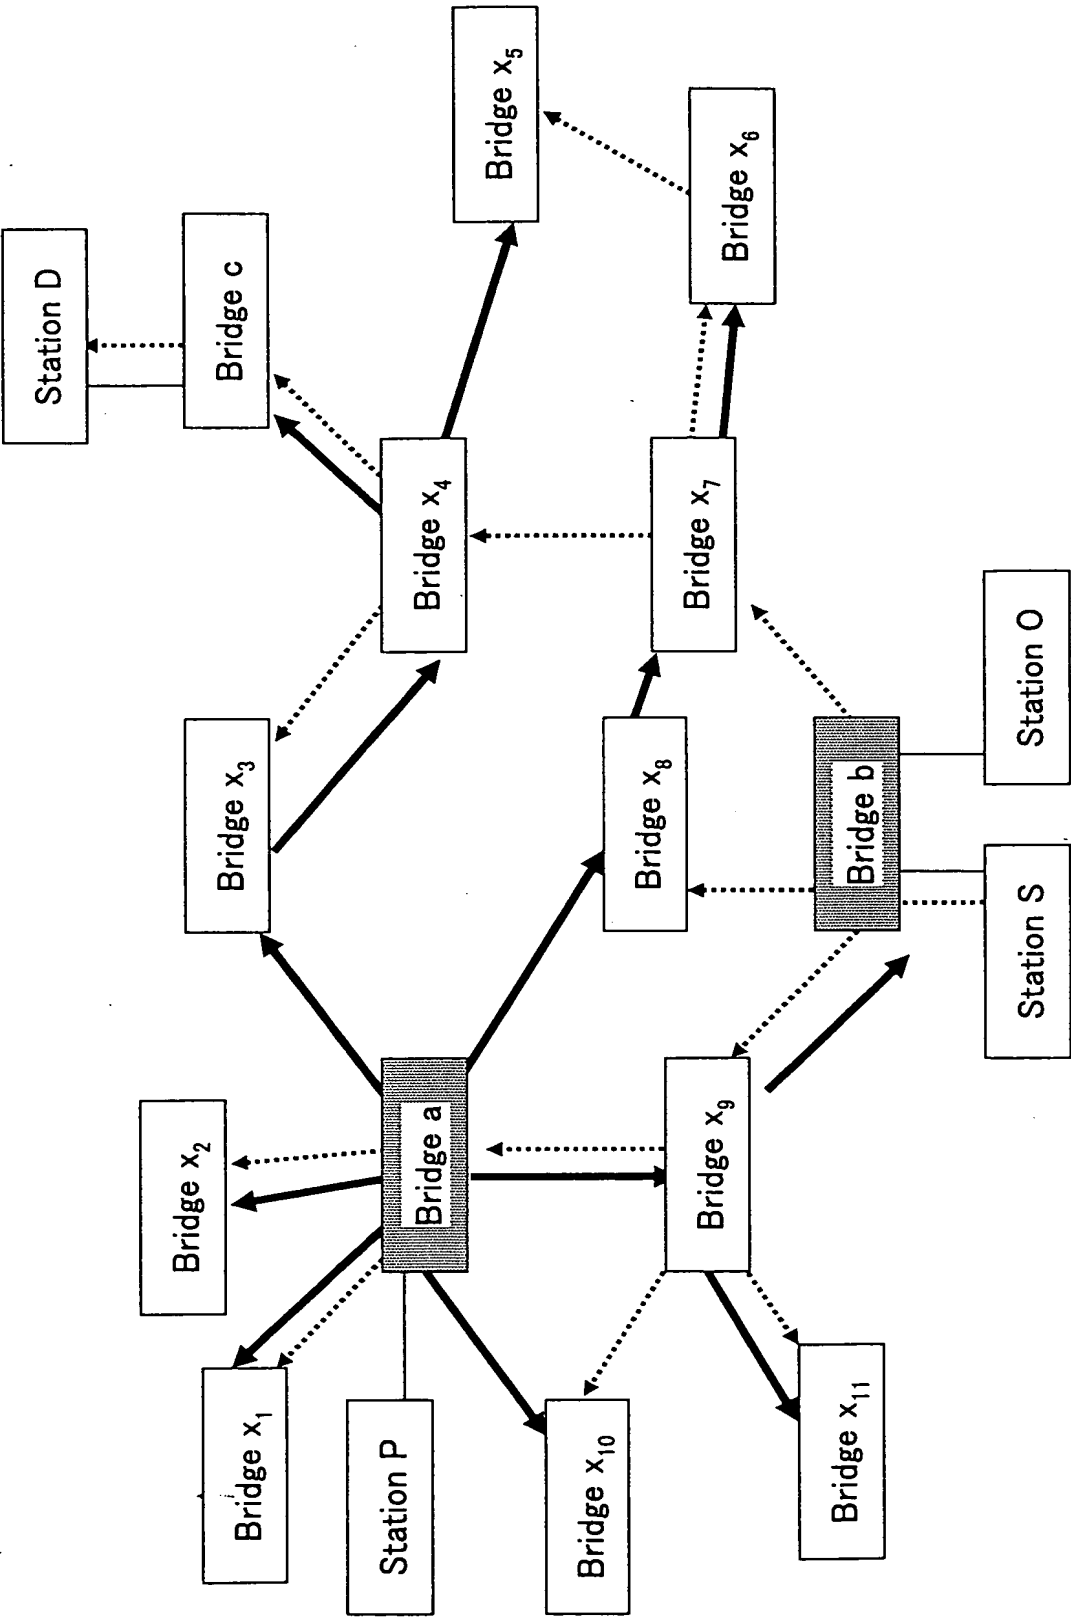 Station D
Bridge c
Bridge x5
Bridge x6
Bridge x4
Bridge x7
Bridge x3
Bridge x8
Bridge b
Station O
Station S
Bridge x2
Bridge a
Bridge x9
Bridge x1
Station P
Bridge x10
Bridge x11